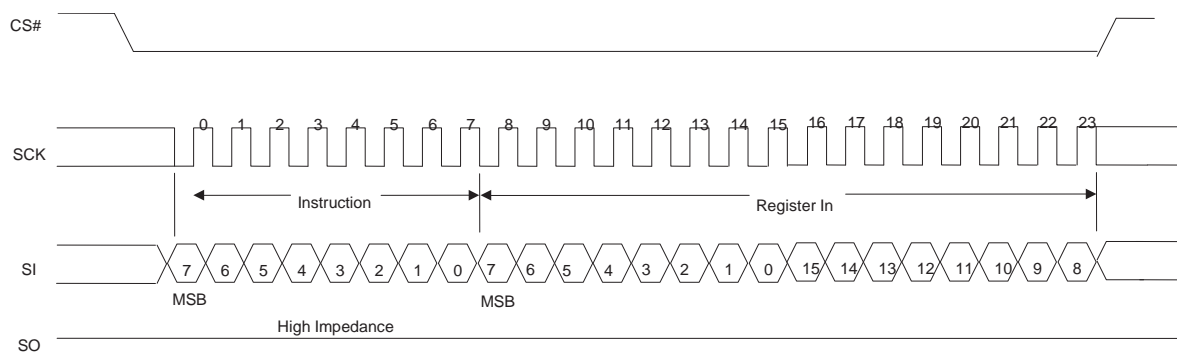 CS#
0 1 2 3 4 5 6 7 8 9 10 11 12 13 14 15 16 17 18 19 20 21 22 23
SCK
Instruction
Register In
SI
7 6 5 4 3 2 1 0 7 6 5 4 3 2 1 0 15 14 13 12 11 10 9 8
MSB
MSB
High Impedance
SO